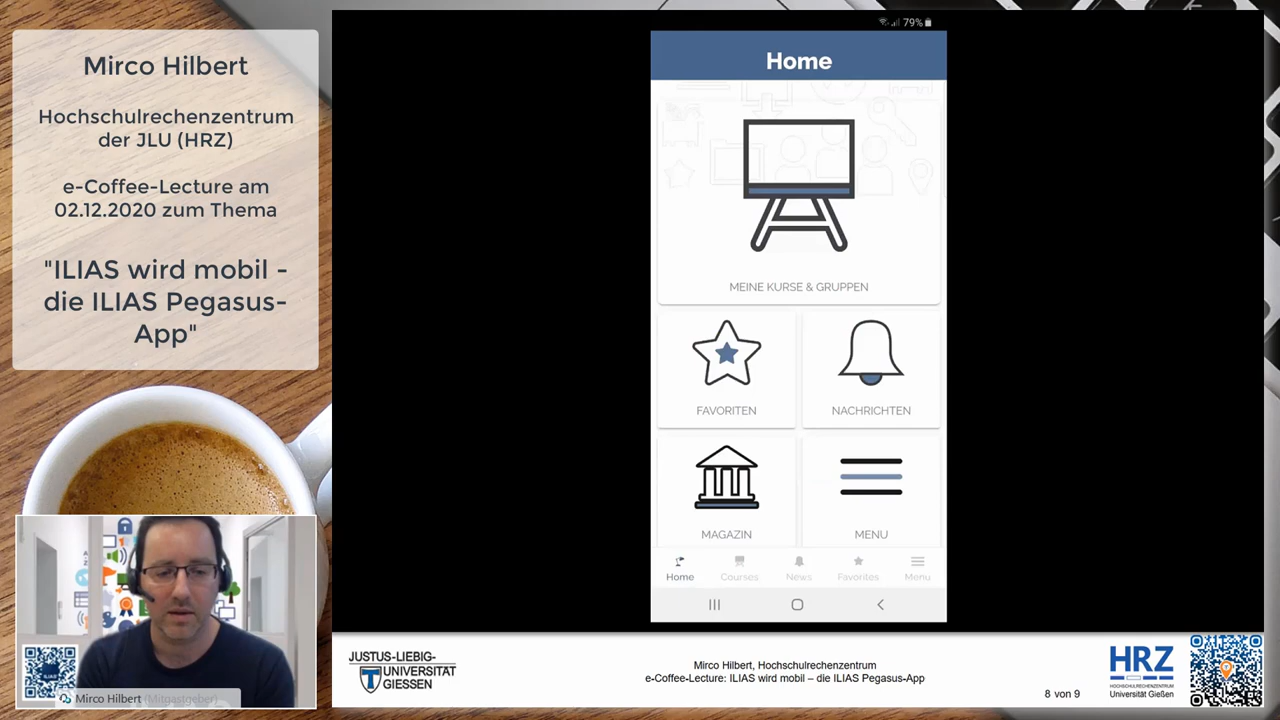 Mirco Hilbert
Hochschulrechenzentrum
der JLU (HRZ)
e-Coffee-Lecture am
02.12.2020 zum Thema
"ILIAS wird mobil -
die ILIAS Pegasus-
App"
Mirco Hilbert (Mitgastgeber)
79%
Home
MEINE KURSE & GRUPPEN
FAVORITEN
NACHRICHTEN
MAGAZIN
MENU
Home
Courses
News
Favorites
Menu
JUSTUS-LIEBIG-
UNIVERSITÄT
GIESSEN
Mirco Hilbert, Hochschulrechenzentrum
e-Coffee-Lecture: ILIAS wird mobil – die ILIAS Pegasus-App
8 von 9
HRZ
HOCHSCHULRECHENZENTRUM
Universität Gießen